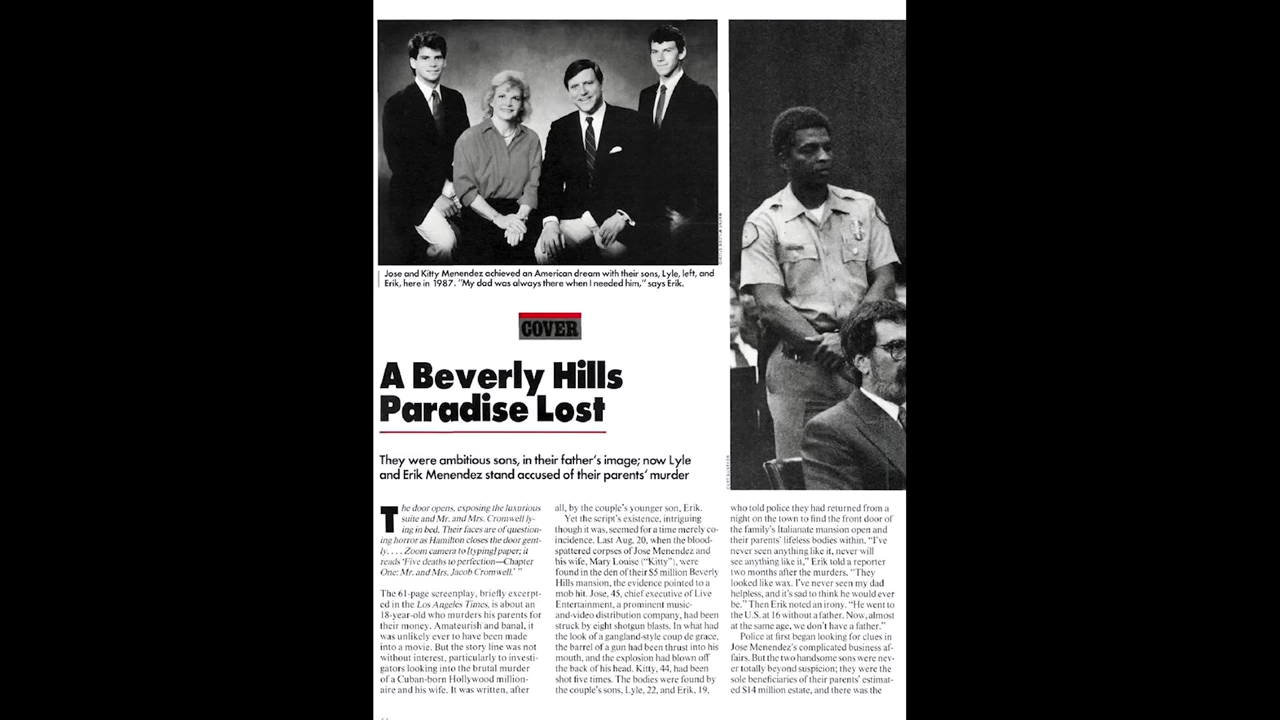 Jose and Kitty Menendez achieved an American dream with their sons, Lyle, left, and
Erik, here in 1987. "My dad was always there when I needed him," says Erik.
COVER
A Beverly Hills
Paradise Lost
They were ambitious sons, in their father's image; now Lyle
and Erik Menendez stand accused of their parents' murder
The door opens, exposing the luxurious
suite and Mr. and Mrs. Cromwell ly-
ing in bed. Their faces are of question-
ing horror as Hamilton closes the door gent-
ly. . . . Zoom camera to [typing] paper; it
reads 'Five deaths to perfection—Chapter
One: Mr. and Mrs. Jacob Cromwell.' "
The 61-page screenplay, briefly excerpt-
ed in the Los Angeles Times, is about an
18-year-old who murders his parents for
their money. Amateurish and banal, it
was unlikely ever to have been made
into a movie. But the story line was not
without interest, particularly to investi-
gators looking into the brutal murder
of a Cuban-born Hollywood million-
aire and his wife. It was written, after
all, by the couple's younger son, Erik.
Yet the script's existence, intriguing
though it was, seemed for a time merely co-
incidence. Last Aug. 20, when the blood-
spattered corpses of Jose Menendez and
his wife, Mary Louise ("Kitty"), were
found in the den of their $5 million Beverly
Hills mansion, the evidence pointed to a
mob hit. Jose, 45, chief executive of Live
Entertainment, a prominent music-
and-video distribution company, had been
struck by eight shotgun blasts. In what had
the look of a gangland-style coup de grace,
the barrel of a gun had been thrust into his
mouth, and the explosion had blown off
the back of his head. Kitty, 44, had been
shot five times. The bodies were found by
the couple's sons, Lyle, 22, and Erik, 19,
who told police they had returned from a
night on the town to find the front door of
the family's Italianate mansion open and
their parents' lifeless bodies within. "I've
never seen anything like it, never will
see anything like it," Erik told a reporter
two months after the murders. "They
looked like wax. I've never seen my dad
helpless, and it's sad to think he would ever
be." Then Erik noted an irony. "He went to
the U.S. at 16 without a father. Now, almost
at the same age, we don't have a father."
Police at first began looking for clues in
Jose Menendez's complicated business af-
fairs. But the two handsome sons were nev-
er totally beyond suspicion; they were the
sole beneficiaries of their parents' estimat-
ed $14 million estate, and there was the